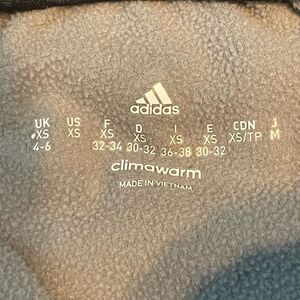 adidas
UK US F D I E CDN J
XS XS XS XS XS XS XS/TP M
4-6 32-34 30-32 36-38 30-32
climawarm
MADE IN VIETNAM